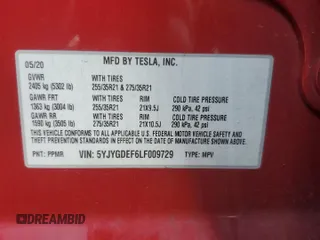 05/20 MFD BY TESLA, INC.
GVWR WITH TIRES
2405 kg (5302 lb) 255/35R21 & 275/35R21
GAWR FRT WITH TIRES RIM COLD TIRE PRESSURE
1363 kg (3004 lb) 255/35R21 21X9.5J 290 kPa, 42 psi
GAWR RR WITH TIRES RIM COLD TIRE PRESSURE
1590 kg (3505 lb) 275/35R21 21X10.5J 290 kPa, 42 psi
THIS VEHICLE CONFORMS TO ALL APPLICABLE FEDERAL MOTOR VEHICLE SAFETY AND THEFT PREVENTION STANDARDS IN EFFECT ON THE DATE OF MANUFACTURE SHOWN ABOVE.
PNT: PPMR VIN: 5YJYGDEF6LF009729 TYPE: MPV
DREAMBID